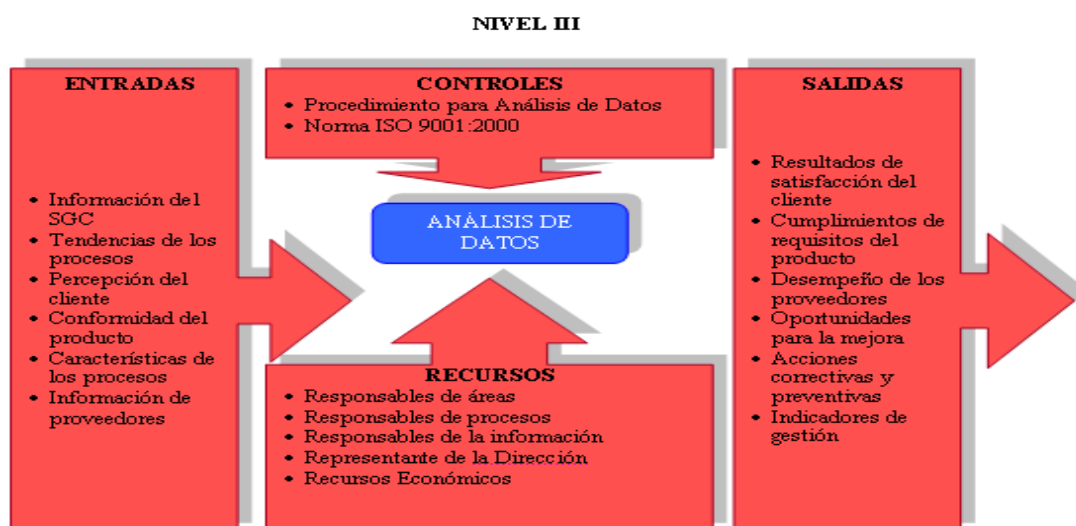 NIVEL III
ENTRADAS
• Información del
SGC
• Tendencias de los
procesos
• Percepción del
cliente
• Conformidad del
producto
• Características de
los procesos
• Información de
proveedores
CONTROLES
• Procedimiento para Análisis de Datos
• Norma ISO 9001:2000
ANÁLISIS DE
DATOS
RECURSOS
• Responsables de áreas
• Responsables de procesos
• Responsables de la información
• Representante de la Dirección
• Recursos Económicos
SALIDAS
• Resultados de
satisfacción del
cliente
• Cumplimientos de
requisitos del
producto
• Desempeño de los
proveedores
• Oportunidades
para la mejora
• Acciones
correctivas y
preventivas
• Indicadores de
gestión